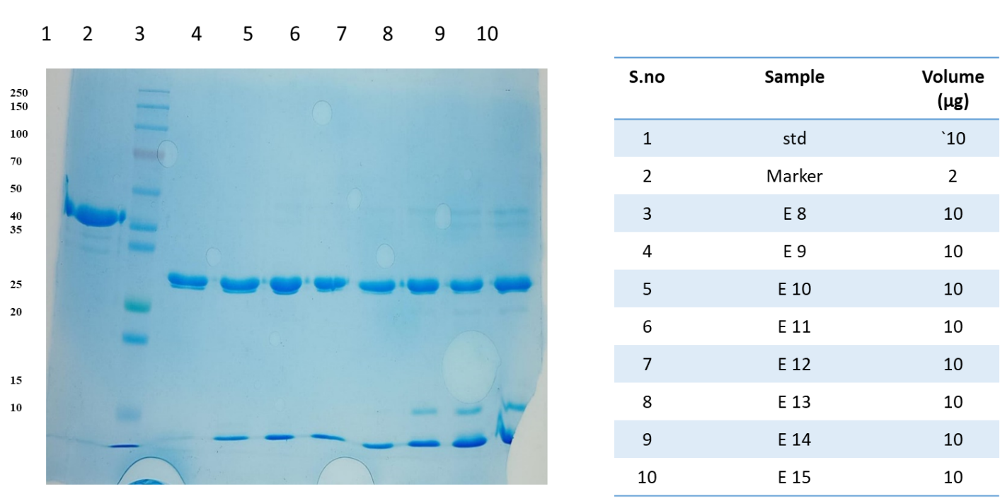 1 2 3 4 5 6 7 8 9 10
250
150
100
70
50
40
35
25
20
15
10
S.no Sample Volume (µg)
1 std `10
2 Marker 2
3 E 8 10
4 E 9 10
5 E 10 10
6 E 11 10
7 E 12 10
8 E 13 10
9 E 14 10
10 E 15 10